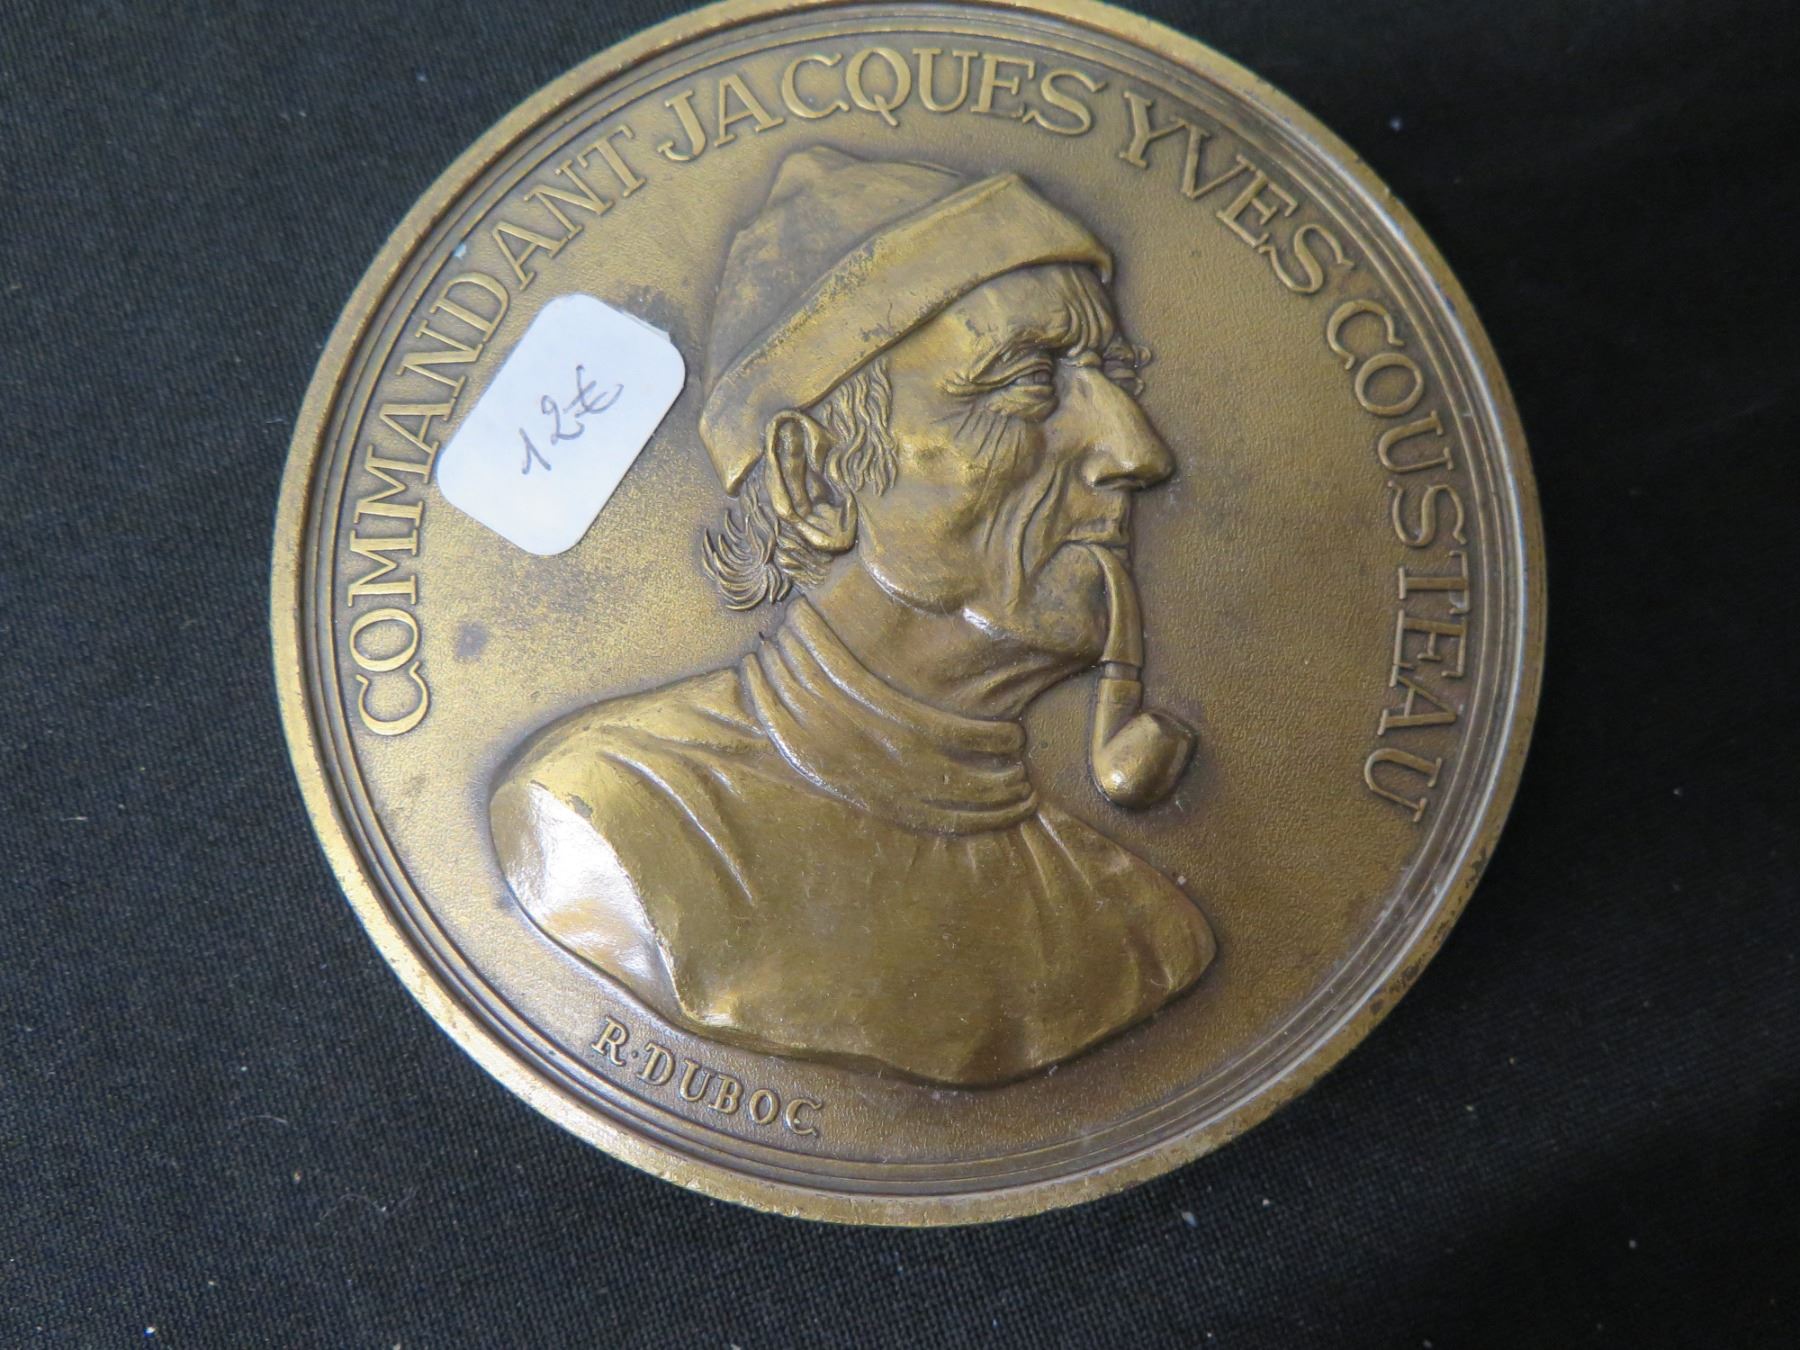 COMMANDANT JACQUES YVES COUSTEAU
12€
R·DUBOC